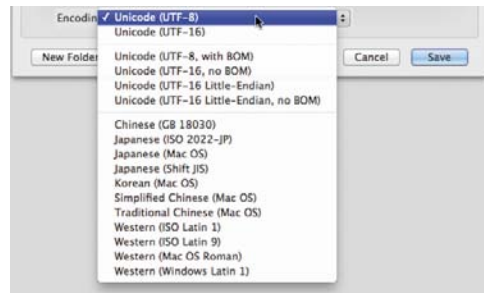 Encodin ✓ Unicode (UTF-8)
Unicode (UTF-16)
New Folder Unicode (UTF-8, with BOM) Cancel Save
Unicode (UTF-16, no BOM)
Unicode (UTF-16 Little-Endian)
Unicode (UTF-16 Little-Endian, no BOM)
Chinese (GB 18030)
Japanese (ISO 2022-JP)
Japanese (Mac OS)
Japanese (Shift JIS)
Korean (Mac OS)
Simplified Chinese (Mac OS)
Traditional Chinese (Mac OS)
Western (ISO Latin 1)
Western (ISO Latin 9)
Western (Mac OS Roman)
Western (Windows Latin 1)